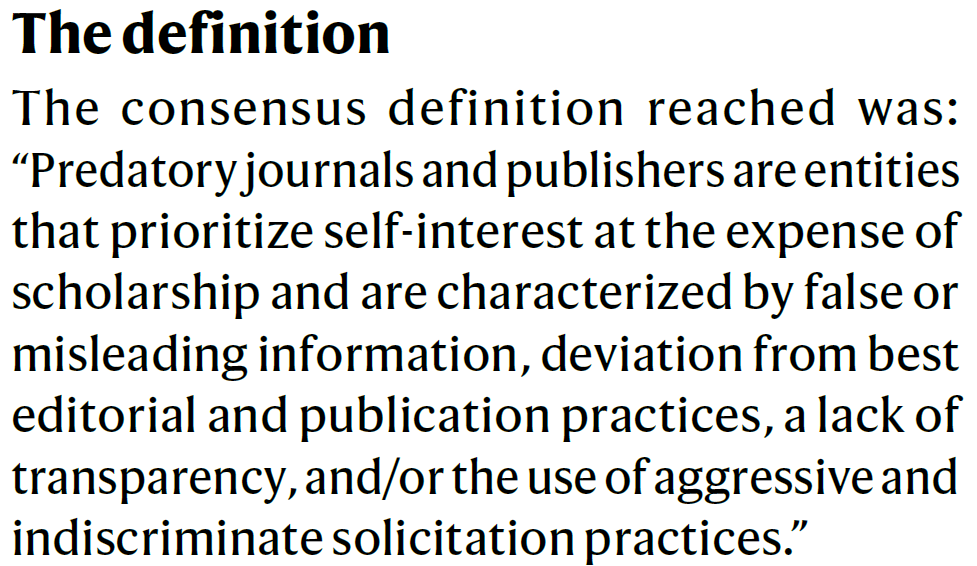 The definition
The consensus definition reached was:
“Predatory journals and publishers are entities
that prioritize self-interest at the expense of
scholarship and are characterized by false or
misleading information, deviation from best
editorial and publication practices, a lack of
transparency, and/or the use of aggressive and
indiscriminate solicitation practices.”